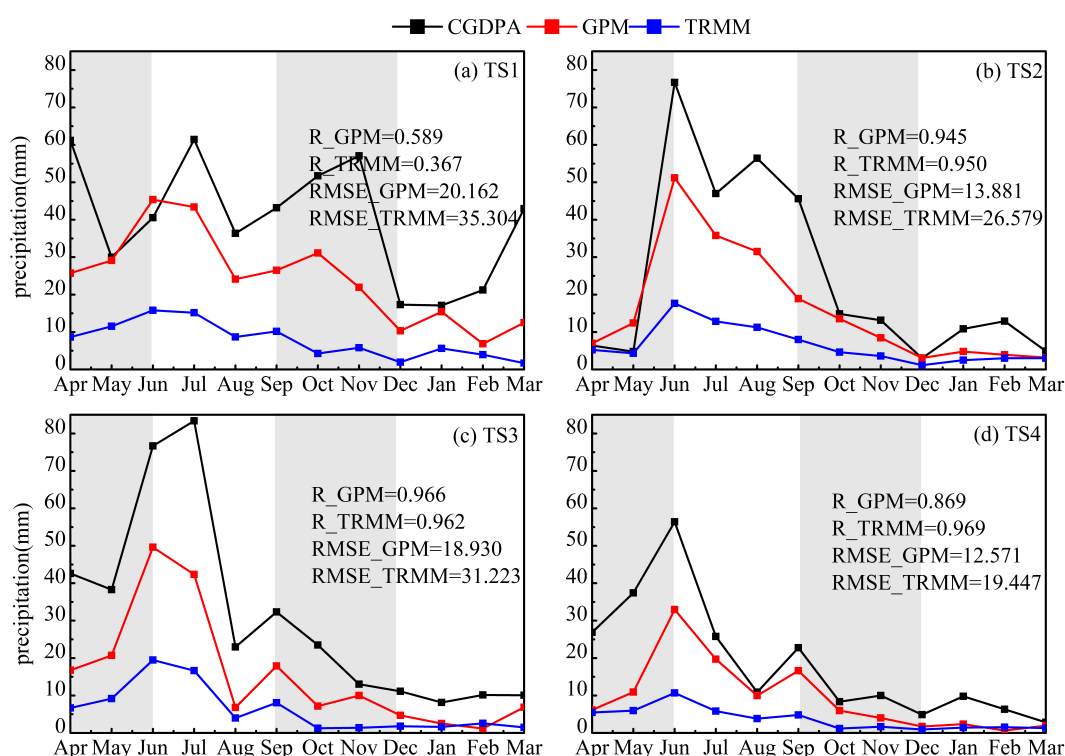 CGDPA GPM TRMM
(a) TS1
R_GPM=0.589
R_TRMM=0.367
RMSE_GPM=20.162
RMSE_TRMM=35.304
precipitation(mm)
80
70
60
50
40
30
20
10
0
Apr May Jun Jul Aug Sep Oct Nov Dec Jan Feb Mar
(b) TS2
R_GPM=0.945
R_TRMM=0.950
RMSE_GPM=13.881
RMSE_TRMM=26.579
80
70
60
50
40
30
20
10
0
Apr May Jun Jul Aug Sep Oct Nov Dec Jan Feb Mar
(c) TS3
R_GPM=0.966
R_TRMM=0.962
RMSE_GPM=18.930
RMSE_TRMM=31.223
precipitation(mm)
80
70
60
50
40
30
20
10
0
Apr May Jun Jul Aug Sep Oct Nov Dec Jan Feb Mar
(d) TS4
R_GPM=0.869
R_TRMM=0.969
RMSE_GPM=12.571
RMSE_TRMM=19.447
80
70
60
50
40
30
20
10
0
Apr May Jun Jul Aug Sep Oct Nov Dec Jan Feb Mar